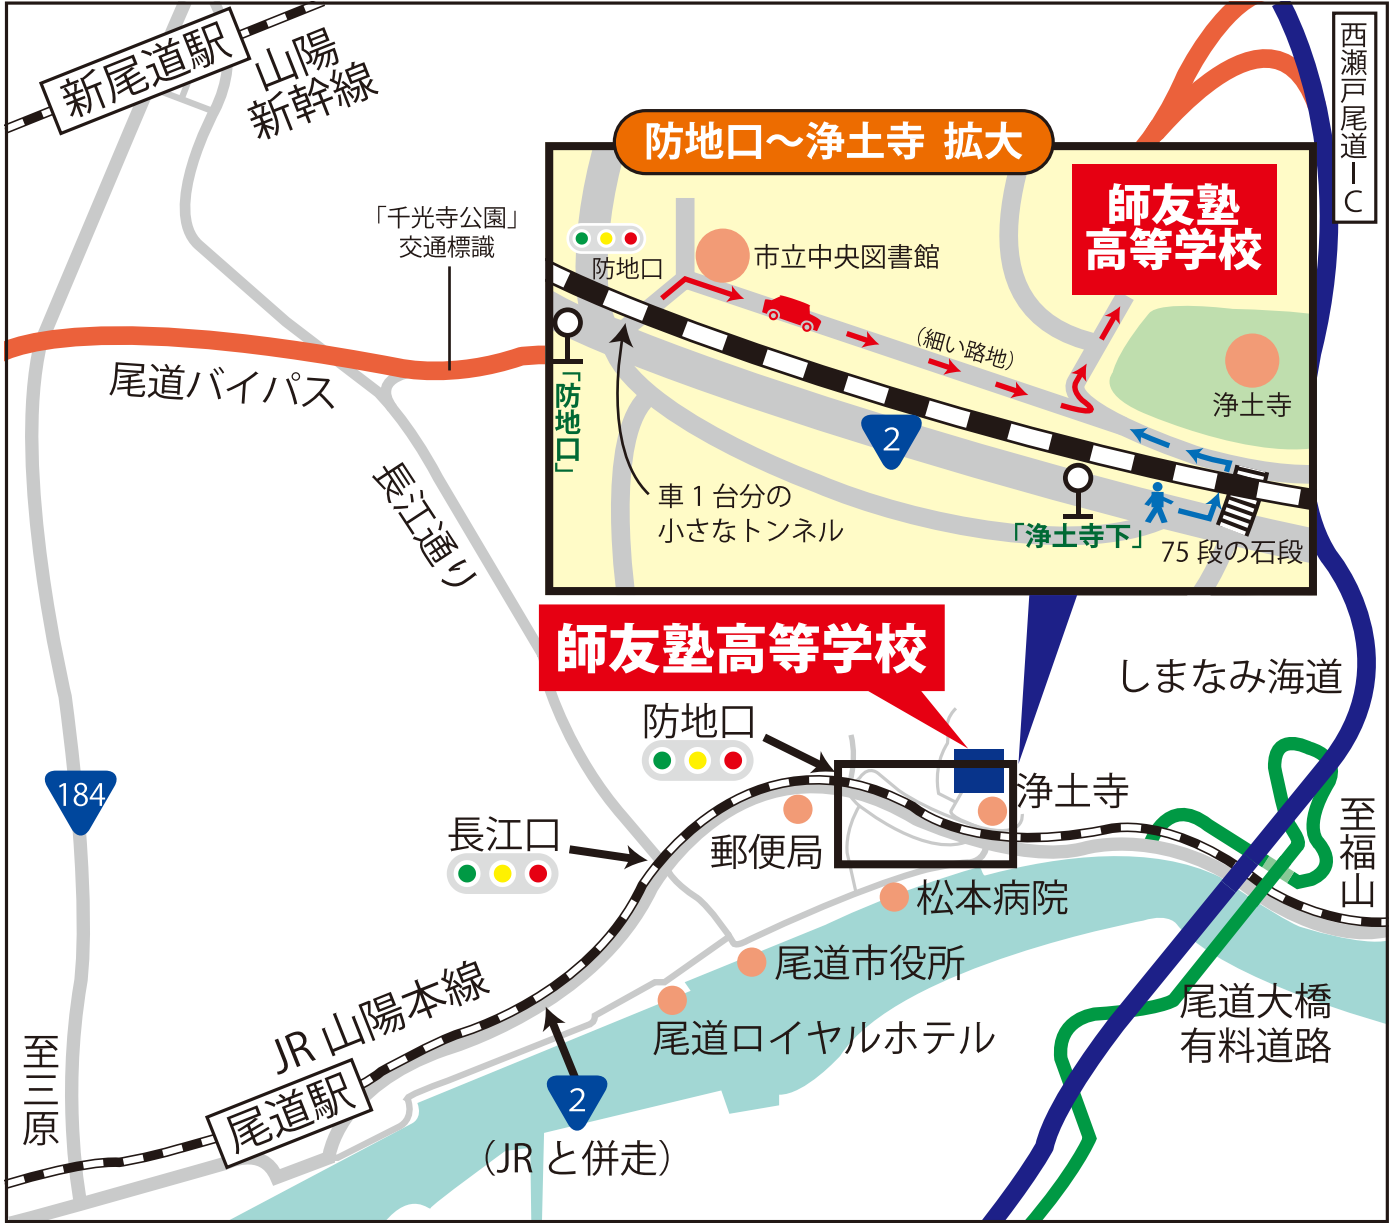 新尾道駅
山陽
新幹線
西瀬戸尾道IC
防地口〜浄土寺 拡大
師友塾
高等学校
「千光寺公園」
交通標識
防地口
市立中央図書館
(細い路地)
浄土寺
尾道バイパス
「防地口」
2
長江通り
車1台分の
小さなトンネル
「浄土寺下」
75段の石段
師友塾高等学校
しまなみ海道
防地口
184
浄土寺
長江口
郵便局
至福山
松本病院
尾道市役所
JR山陽本線
尾道大橋
有料道路
尾道ロイヤルホテル
至三原
尾道駅
2
(JRと併走)